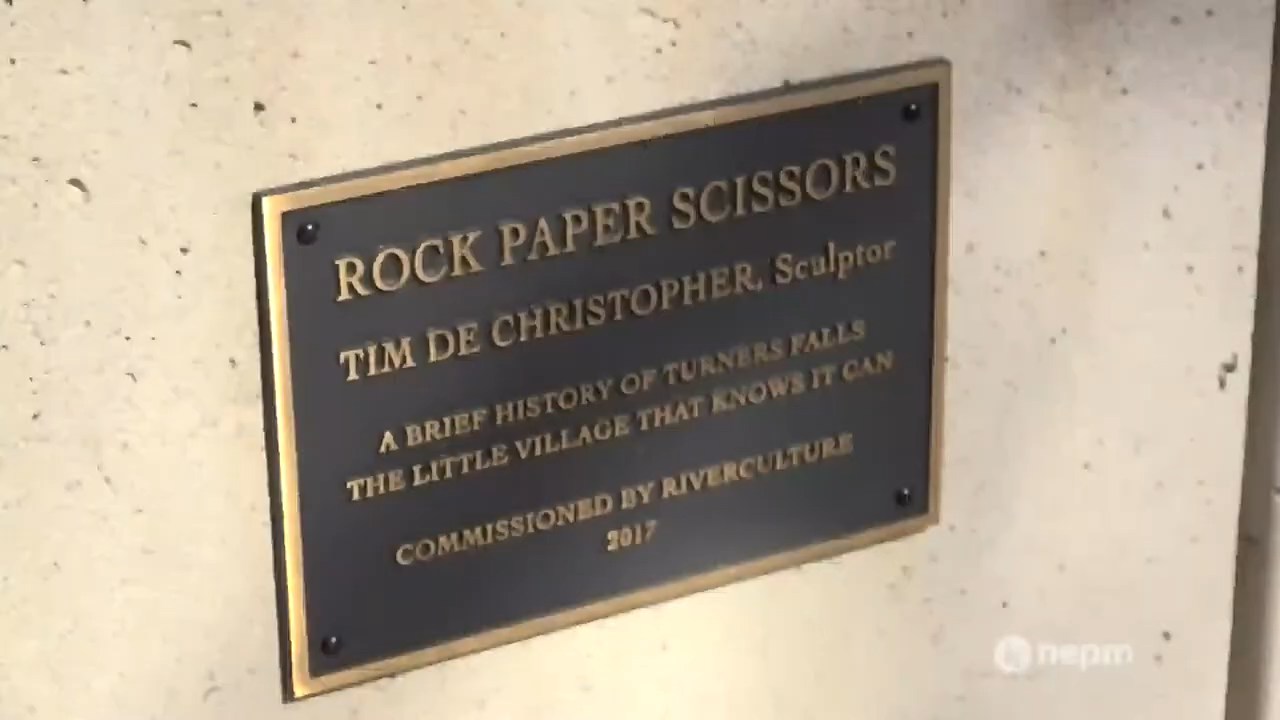 ROCK PAPER SCISSORS
TIM DE CHRISTOPHER, Sculptor
A BRIEF HISTORY OF TURNERS FALLS
THE LITTLE VILLAGE THAT KNOWS IT CAN
COMMISSIONED BY RIVERCULTURE
2017
nepm